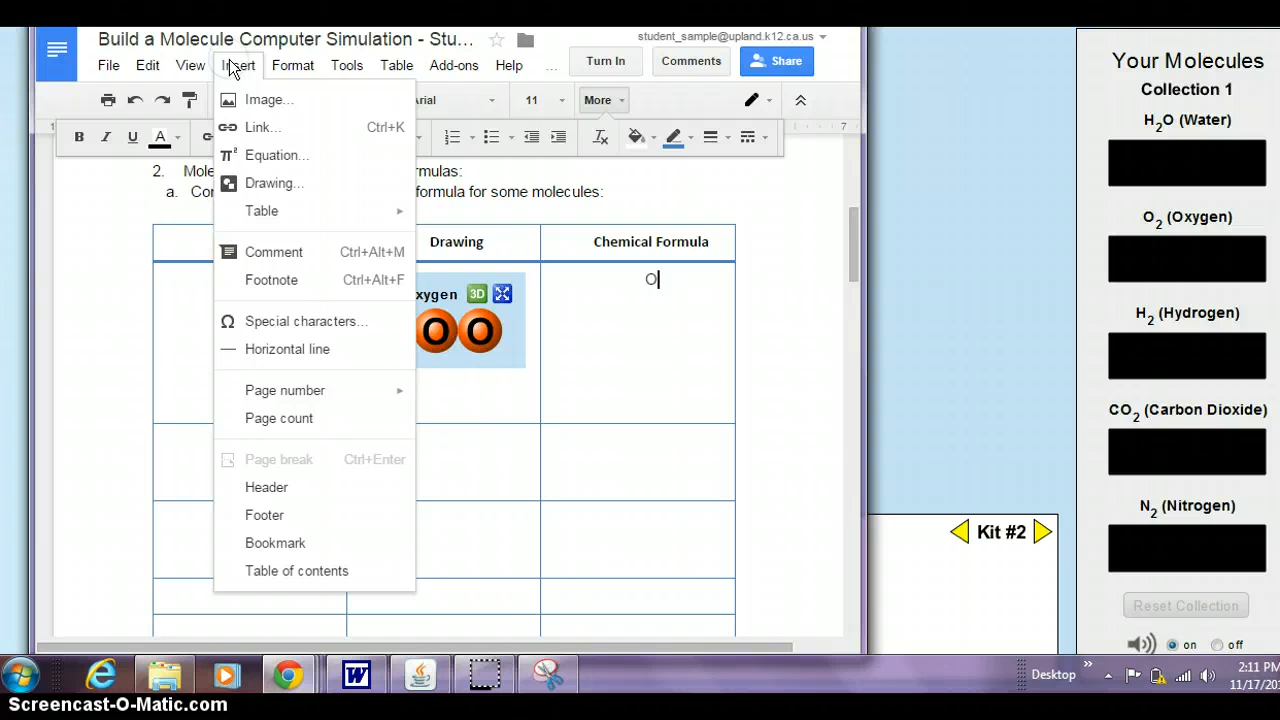 Build a Molecule Computer Simulation - Stu...
student_sample@upland.k12.ca.us
File Edit View Insert Format Tools Table Add-ons Help
Turn In
Comments
Share
Arial 11 More
7
B I U A
Image...
Link... Ctrl+K
Equation...
Drawing...
Table
Comment Ctrl+Alt+M
Footnote Ctrl+Alt+F
Special characters...
Horizontal line
Page number
Page count
Page break Ctrl+Enter
Header
Footer
Bookmark
Table of contents
2. Mole
rmulas:
a. Co
formula for some molecules:
Drawing Chemical Formula
xygen 3D
O O
O
Your Molecules
Collection 1
H2O (Water)
O2 (Oxygen)
H2 (Hydrogen)
CO2 (Carbon Dioxide)
N2 (Nitrogen)
Kit #2
Reset Collection
on off
Desktop
2:11 PM
11/17/20
Screencast-O-Matic.com